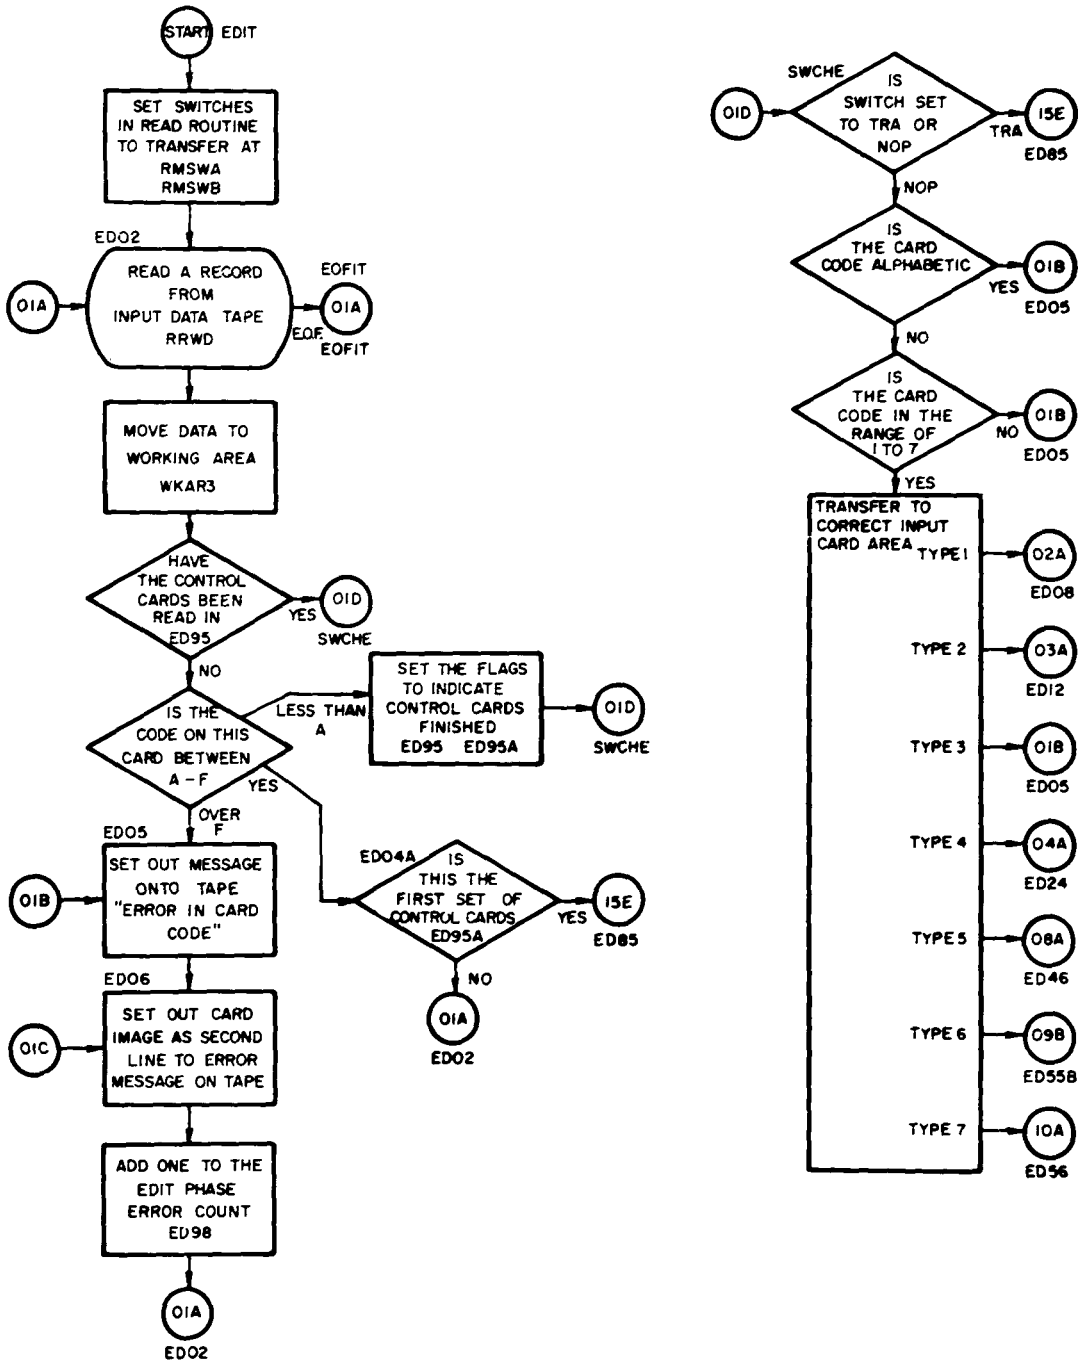 START EDIT
SET SWITCHES
IN READ ROUTINE
TO TRANSFER AT
RMSWA
RMSWB
ED02
01A
READ A RECORD
FROM
INPUT DATA TAPE
RRWD
E.O.F.
EOFIT
01A
EOFIT
MOVE DATA TO
WORKING AREA
WKAR3
HAVE
THE CONTROL
CARDS BEEN
READ IN
ED95
YES
01D
SWCHE
NO
IS THE
CODE ON THIS
CARD BETWEEN
A - F
LESS THAN
A
SET THE FLAGS
TO INDICATE
CONTROL CARDS
FINISHED
ED95 ED95A
01D
SWCHE
YES
OVER
F
ED04A
IS
THIS THE
FIRST SET OF
CONTROL CARDS
ED95A
YES
15E
ED85
NO
01A
ED02
ED05
01B
SET OUT MESSAGE
ONTO TAPE
"ERROR IN CARD
CODE"
ED06
01C
SET OUT CARD
IMAGE AS SECOND
LINE TO ERROR
MESSAGE ON TAPE
ADD ONE TO THE
EDIT PHASE
ERROR COUNT
ED98
01A
ED02
SWCHE
01D
IS
SWITCH SET
TO TRA OR
NOP
TRA
15E
ED85
NOP
IS
THE CARD
CODE ALPHABETIC
YES
01B
ED05
NO
IS
THE CARD
CODE IN THE
RANGE OF
1 TO 7
NO
01B
ED05
YES
TRANSFER TO
CORRECT INPUT
CARD AREA
TYPE 1
02A
ED08
TYPE 2
03A
ED12
TYPE 3
01B
ED05
TYPE 4
04A
ED24
TYPE 5
08A
ED46
TYPE 6
09B
ED55B
TYPE 7
10A
ED56